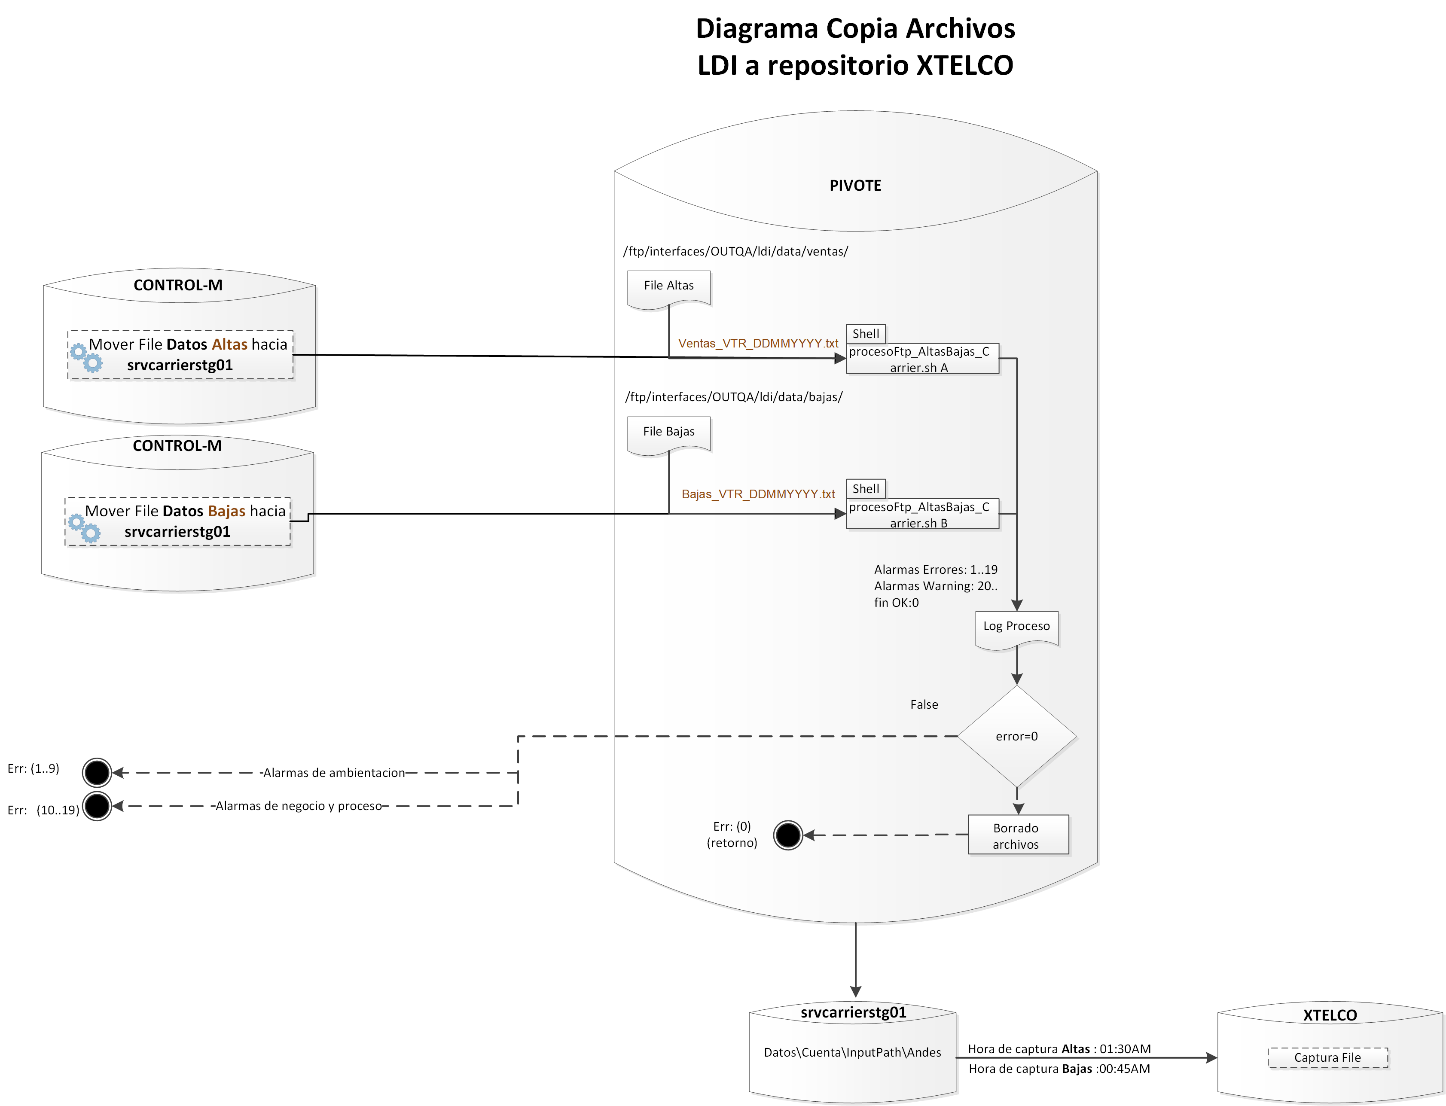 Diagrama Copia Archivos
LDI a repositorio XTELCO
PIVOTE
/ftp/interfaces/OUTQA/ldi/data/ventas/
File Altas
CONTROL-M
Mover File Datos Altas hacia
srvcarrierstg01
Ventas_VTR_DDMMYYYY.txt
Shell
procesoFtp_AltasBajas_C
arrier.sh A
/ftp/interfaces/OUTQA/ldi/data/bajas/
File Bajas
CONTROL-M
Mover File Datos Bajas hacia
srvcarrierstg01
Bajas_VTR_DDMMYYYY.txt
Shell
procesoFtp_AltasBajas_C
arrier.sh B
Alarmas Errores: 1..19
Alarmas Warning: 20..
fin OK:0
Log Proceso
False
error=0
Err: (1..9)
Alarmas de ambientacion
Err: (10..19)
Alarmas de negocio y proceso
Err: (0)
(retorno)
Borrado
archivos
srvcarrierstg01
Datos\Cuenta\InputPath\Andes
Hora de captura Altas : 01:30AM
Hora de captura Bajas :00:45AM
XTELCO
Captura File